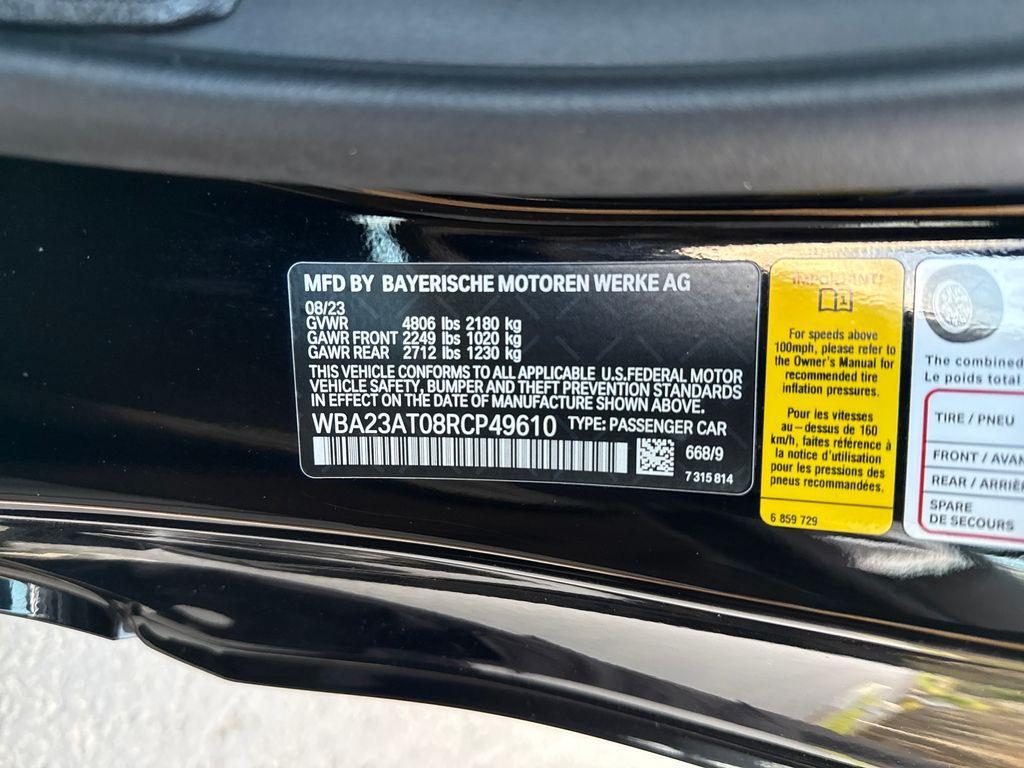 MFD BY BAYERISCHE MOTOREN WERKE AG
08/23
GVWR 4806 lbs 2180 kg
GAWR FRONT 2249 lbs 1020 kg
GAWR REAR 2712 lbs 1230 kg
THIS VEHICLE CONFORMS TO ALL APPLICABLE U.S.FEDERAL MOTOR
VEHICLE SAFETY, BUMPER AND THEFT PREVENTION STANDARDS
IN EFFECT ON THE DATE OF MANUFACTURE SHOWN ABOVE.
WBA23AT08RCP49610 TYPE: PASSENGER CAR
668/9
7 315 814
IMPORTANT!
For speeds above
100mph, please refer to
the Owner's Manual for
recommended tire
inflation pressures.
Pour les vitesses
au-dessus de 160
km/h, faites référence à
la notice d'utilisation
pour les pressions des
pneus recommandées.
6 859 729
The combined
Le poids total
TIRE / PNEU
FRONT / AVAN
REAR / ARRIÈR
SPARE
DE SECOURS